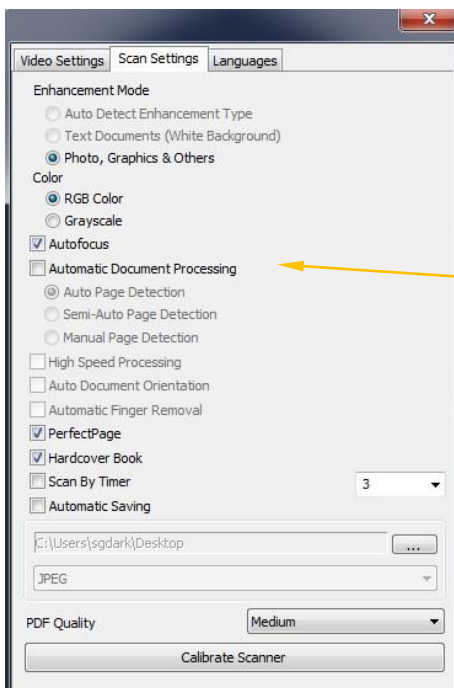 x
Video Settings Scan Settings Languages
Enhancement Mode
Auto Detect Enhancement Type
Text Documents (White Background)
Photo, Graphics & Others
Color
RGB Color
Grayscale
Autofocus
Automatic Document Processing
Auto Page Detection
Semi-Auto Page Detection
Manual Page Detection
High Speed Processing
Auto Document Orientation
Automatic Finger Removal
PerfectPage
Hardcover Book
Scan By Timer 3
Automatic Saving
C:\Users\sgdark\Desktop ...
JPEG
PDF Quality Medium
Calibrate Scanner